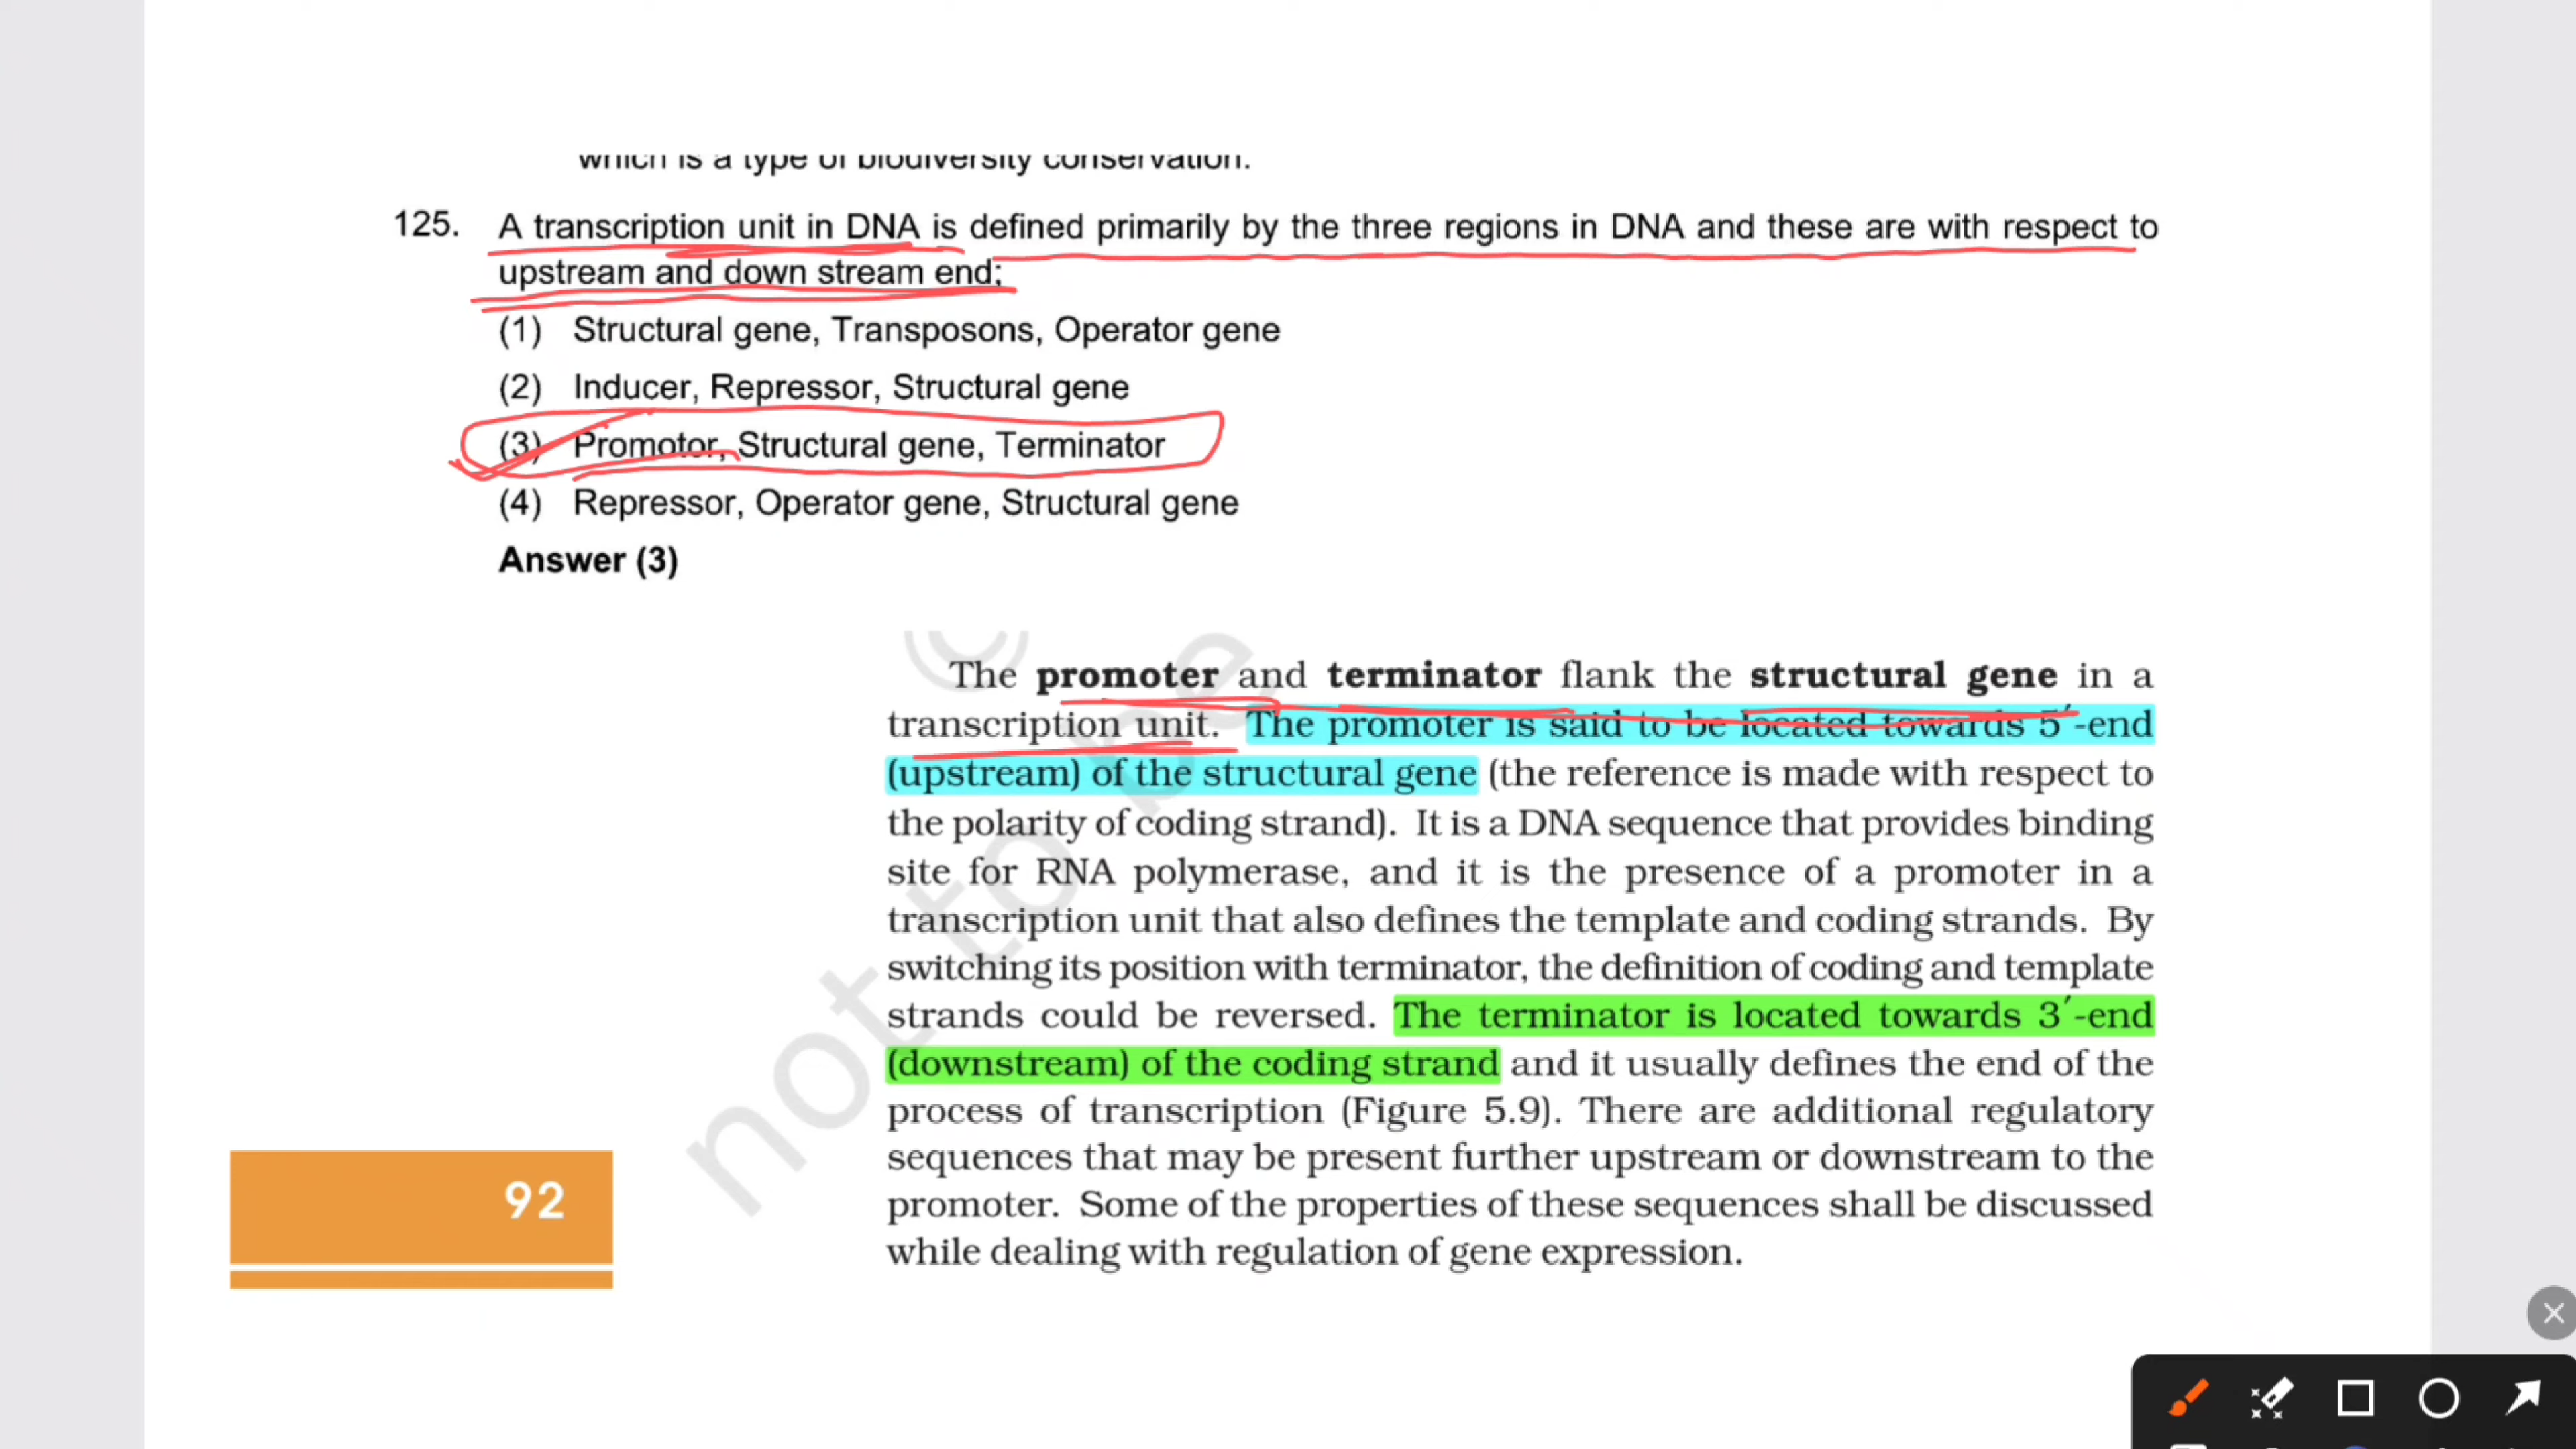 which is a type of biodiversity conservation.
125. A transcription unit in DNA is defined primarily by the three regions in DNA and these are with respect to
upstream and down stream end;
(1) Structural gene, Transposons, Operator gene
(2) Inducer, Repressor, Structural gene
(3) Promotor, Structural gene, Terminator
(4) Repressor, Operator gene, Structural gene
Answer (3)
The promoter and terminator flank the structural gene in a
transcription unit. The promoter is said to be located towards 5′-end
(upstream) of the structural gene (the reference is made with respect to
the polarity of coding strand). It is a DNA sequence that provides binding
site for RNA polymerase, and it is the presence of a promoter in a
transcription unit that also defines the template and coding strands. By
switching its position with terminator, the definition of coding and template
strands could be reversed. The terminator is located towards 3′-end
(downstream) of the coding strand and it usually defines the end of the
process of transcription (Figure 5.9). There are additional regulatory
sequences that may be present further upstream or downstream to the
promoter. Some of the properties of these sequences shall be discussed
while dealing with regulation of gene expression.
92
not to be